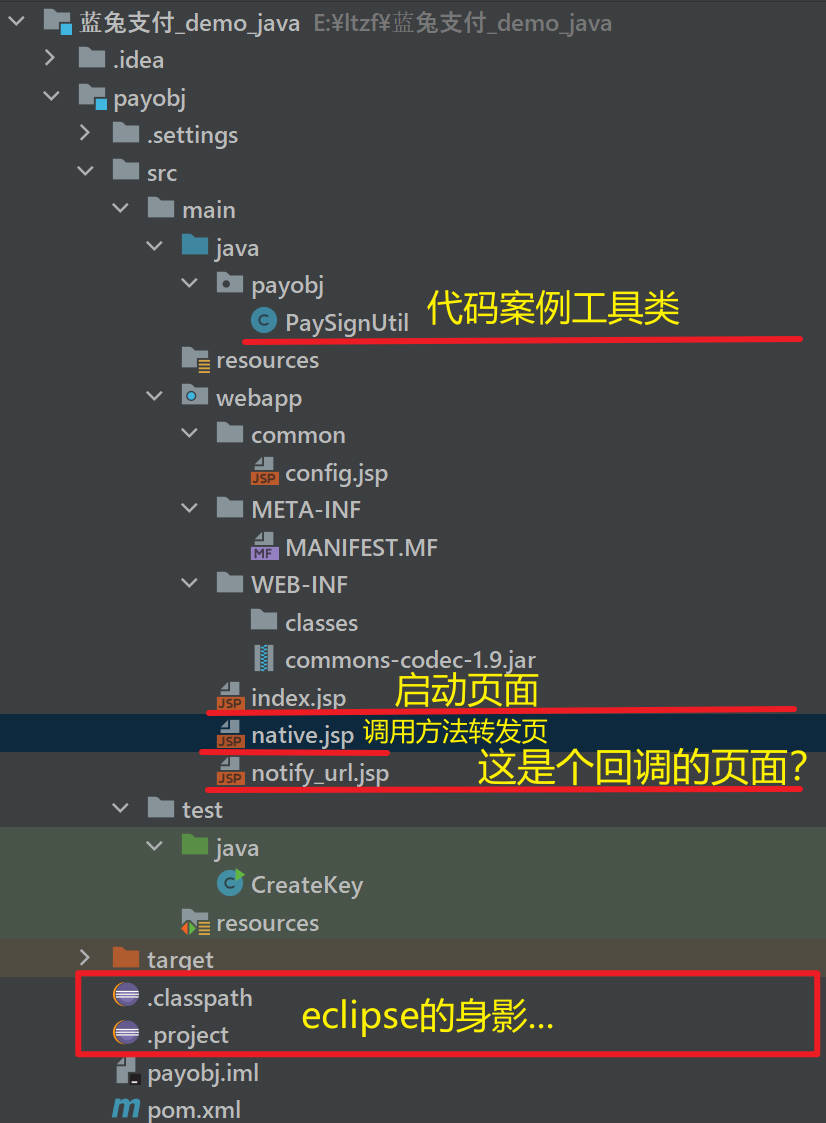 蓝兔支付_demo_java E:¥ltzf¥蓝兔支付_demo_java
.idea
payobj
.settings
src
main
java
payobj
PaySignUtil 代码案例工具类
resources
webapp
common
JSP config.jsp
META-INF
MF MANIFEST.MF
WEB-INF
classes
commons-codec-1.9.jar
JSP index.jsp 启动页面
JSP native.jsp 调用方法转发页
JSP notify_url.jsp 这是个回调的页面?
test
java
CreateKey
resources
target
.classpath
eclipse的身影...
.project
payobj.iml
m pom.xml